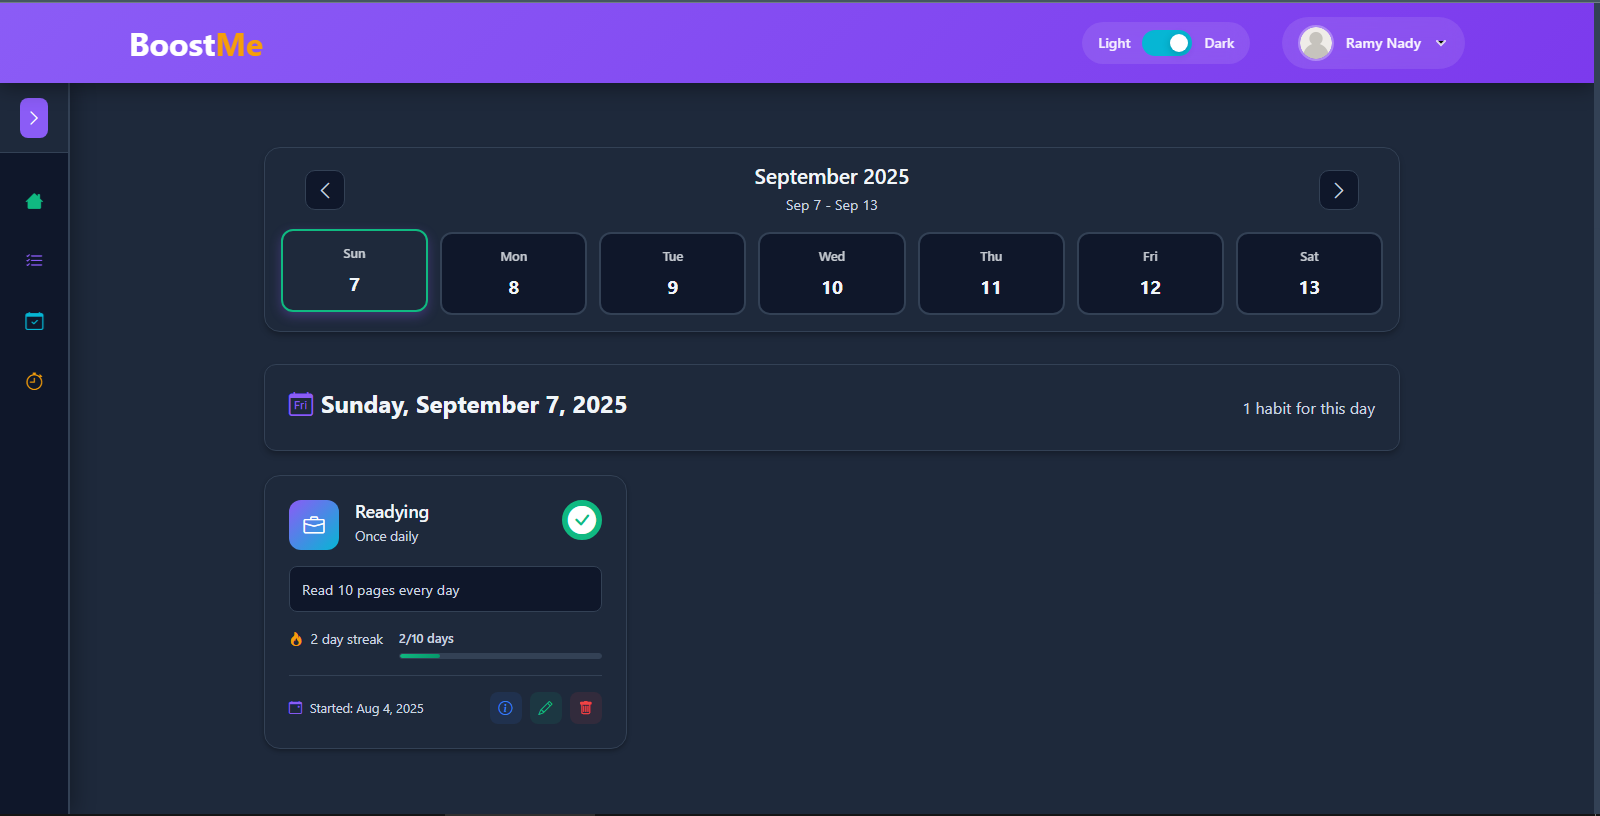 BoostMe
Light
Dark
Ramy Nady
September 2025
Sep 7 - Sep 13
Sun
7
Mon
8
Tue
9
Wed
10
Thu
11
Fri
12
Sat
13
Fri
Sunday, September 7, 2025
1 habit for this day
Readying
Once daily
Read 10 pages every day
2 day streak
2/10 days
Started: Aug 4, 2025